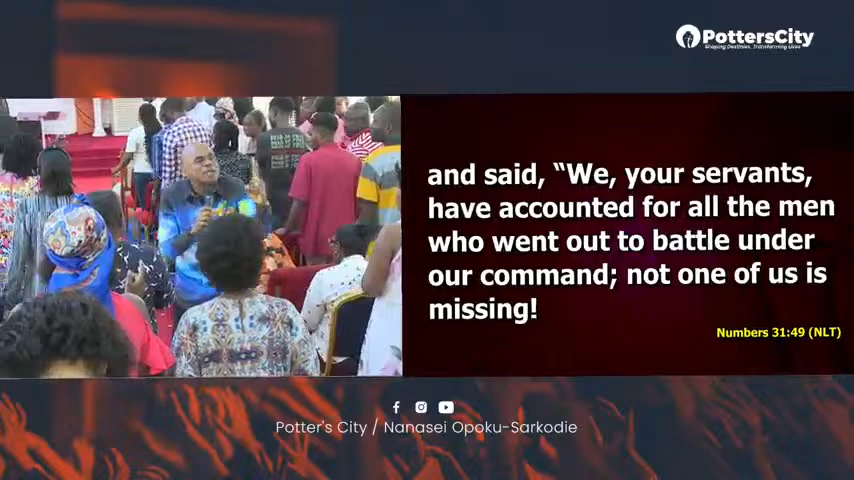 PottersCity
Shaping Destinies, Transforming Lives
and said, “We, your servants,
have accounted for all the men
who went out to battle under
our command; not one of us is
missing!
Numbers 31:49 (NLT)
Potter's City / Nanasei Opoku-Sarkodie